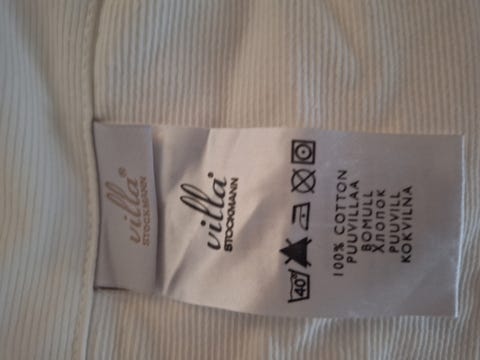 villa®
STOCKMANN
villa®
STOCKMANN
40°
100% COTTON
PUUVILLAA
BOMULL
ХЛОПОК
PUUVILL
KOKVILNA